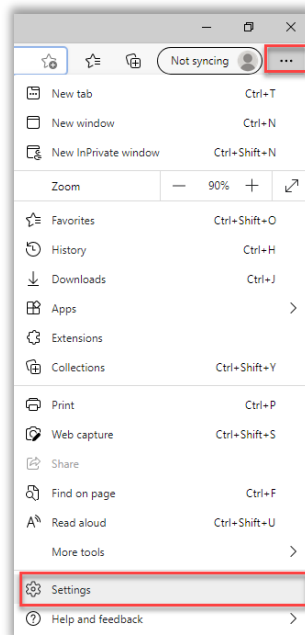 Not syncing
New tab Ctrl+T
New window Ctrl+N
New InPrivate window Ctrl+Shift+N
Zoom 90%
Favorites Ctrl+Shift+O
History Ctrl+H
Downloads Ctrl+J
Apps
Extensions
Collections Ctrl+Shift+Y
Print Ctrl+P
Web capture Ctrl+Shift+S
Share
Find on page Ctrl+F
Read aloud Ctrl+Shift+U
More tools
Settings
Help and feedback